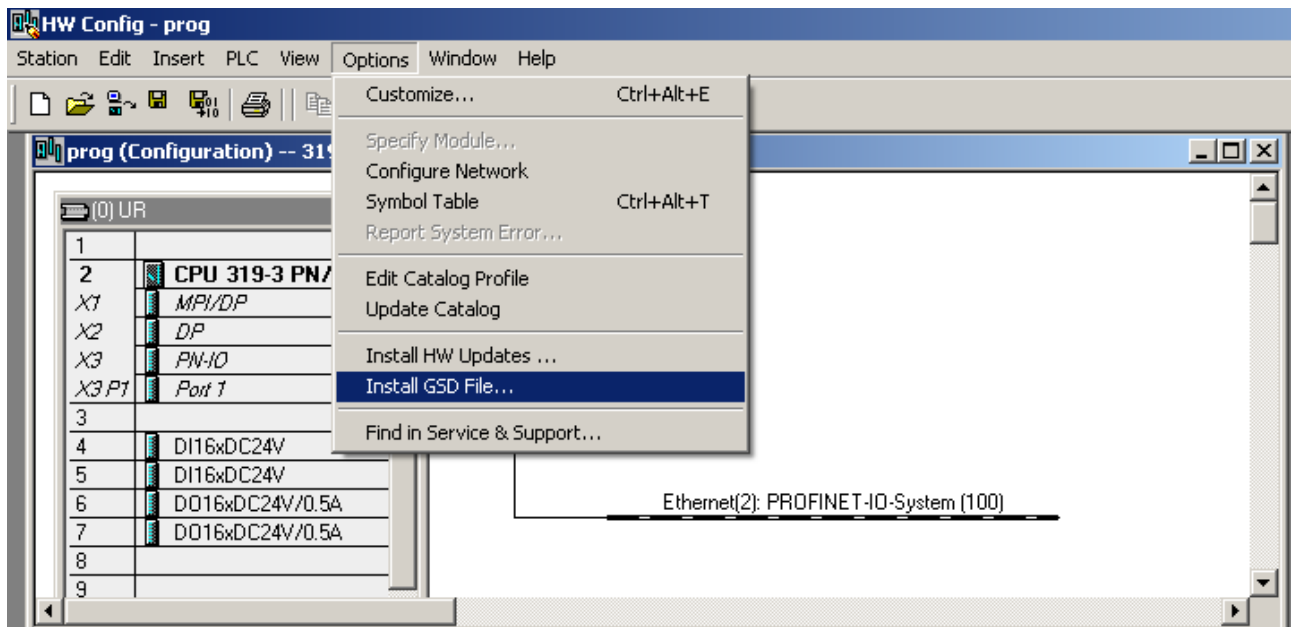 HW Config - prog
Station Edit Insert PLC View Options Window Help
Customize... Ctrl+Alt+E
Specify Module...
Configure Network
Symbol Table Ctrl+Alt+T
Report System Error...
Edit Catalog Profile
Update Catalog
Install HW Updates ...
Install GSD File...
Find in Service & Support...
prog (Configuration) -- 319
(0) UR
1
2 CPU 319-3 PN/
X1 MPI/DP
X2 DP
X3 PN-IO
X3 P1 Port 1
3
4 DI16xDC24V
5 DI16xDC24V
6 DO16xDC24V/0.5A
7 DO16xDC24V/0.5A
8
9
Ethernet(2): PROFINET-IO-System (100)